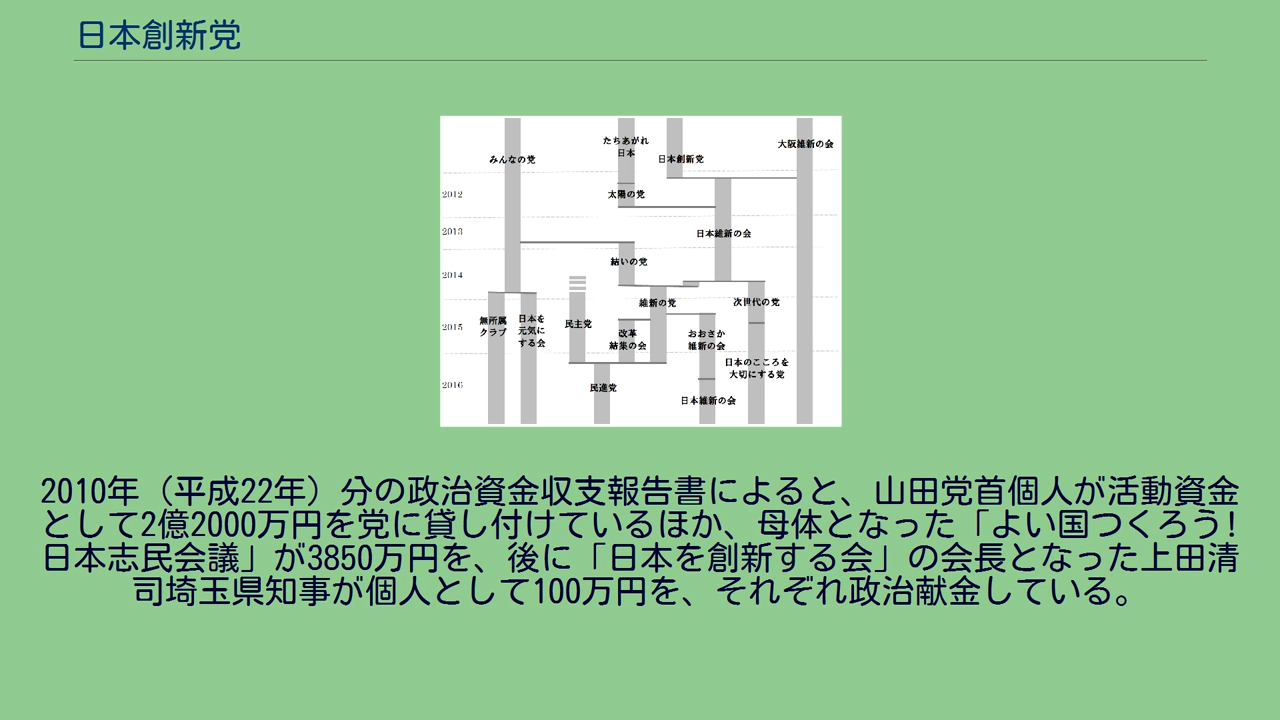 日本創新党
たちあがれ
日本
みんなの党
日本創新党
大阪維新の会
2012
太陽の党
2013
日本維新の会
結いの党
2014
維新の党
次世代の党
無所属
クラブ
日本を
元気に
する会
民主党
2015
改革
結集の会
おおさか
維新の会
日本のこころを
大切にする党
2016
民進党
日本維新の会
2010年（平成22年）分の政治資金収支報告書によると、山田党首個人が活動資金
として2億2000万円を党に貸し付けているほか、母体となった「よい国つくろう!
日本志民会議」が3850万円を、後に「日本を創新する会」の会長となった上田清
司埼玉県知事が個人として100万円を、それぞれ政治献金している。